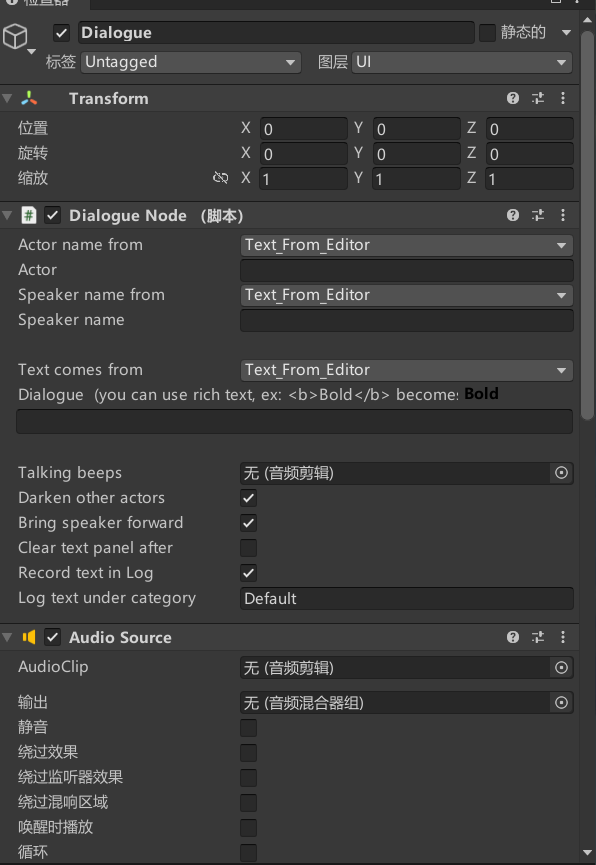 检查器
Dialogue 静态的
标签 Untagged 图层 UI
Transform
位置 X 0 Y 0 Z 0
旋转 X 0 Y 0 Z 0
缩放 X 1 Y 1 Z 1
# Dialogue Node （脚本）
Actor name from Text_From_Editor
Actor
Speaker name from Text_From_Editor
Speaker name
Text comes from Text_From_Editor
Dialogue (you can use rich text, ex: <b>Bold</b> become: Bold
Talking beeps 无 (音频剪辑)
Darken other actors
Bring speaker forward
Clear text panel after
Record text in Log
Log text under category Default
Audio Source
AudioClip 无 (音频剪辑)
输出 无 (音频混合器组)
静音
绕过效果
绕过监听器效果
绕过混响区域
唤醒时播放
循环